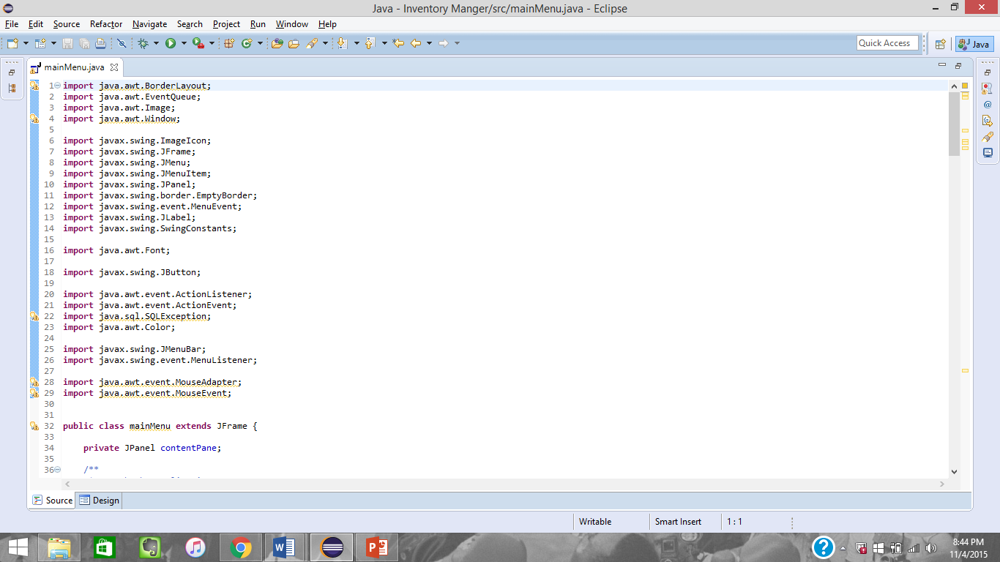 Java - Inventory Manger/src/mainMenu.java - Eclipse
File Edit Source Refactor Navigate Search Project Run Window Help
Quick Access
Java
mainMenu.java
1 import java.awt.BorderLayout;
2 import java.awt.EventQueue;
3 import java.awt.Image;
4 import java.awt.Window;
5
6 import javax.swing.ImageIcon;
7 import javax.swing.JFrame;
8 import javax.swing.JMenu;
9 import javax.swing.JMenuItem;
10 import javax.swing.JPanel;
11 import javax.swing.border.EmptyBorder;
12 import javax.swing.event.MenuEvent;
13 import javax.swing.JLabel;
14 import javax.swing.SwingConstants;
15
16 import java.awt.Font;
17
18 import javax.swing.JButton;
19
20 import java.awt.event.ActionListener;
21 import java.awt.event.ActionEvent;
22 import java.sql.SQLException;
23 import java.awt.Color;
24
25 import javax.swing.JMenuBar;
26 import javax.swing.event.MenuListener;
27
28 import java.awt.event.MouseAdapter;
29 import java.awt.event.MouseEvent;
30
31
32 public class mainMenu extends JFrame {
33
34 private JPanel contentPane;
35
36 /**
Source Design
Writable Smart Insert 1 : 1
8:44 PM
11/4/2015